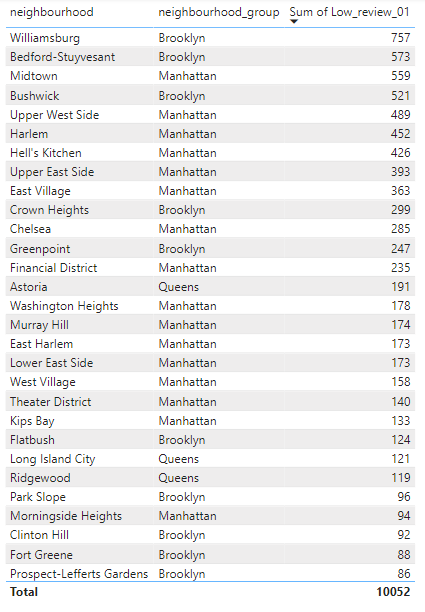 neighbourhood neighbourhood_group Sum of Low_review_01
Williamsburg Brooklyn 757
Bedford-Stuyvesant Brooklyn 573
Midtown Manhattan 559
Bushwick Brooklyn 521
Upper West Side Manhattan 489
Harlem Manhattan 452
Hell's Kitchen Manhattan 426
Upper East Side Manhattan 393
East Village Manhattan 363
Crown Heights Brooklyn 299
Chelsea Manhattan 285
Greenpoint Brooklyn 247
Financial District Manhattan 235
Astoria Queens 191
Washington Heights Manhattan 178
Murray Hill Manhattan 174
East Harlem Manhattan 173
Lower East Side Manhattan 173
West Village Manhattan 158
Theater District Manhattan 140
Kips Bay Manhattan 133
Flatbush Brooklyn 124
Long Island City Queens 121
Ridgewood Queens 119
Park Slope Brooklyn 96
Morningside Heights Manhattan 94
Clinton Hill Brooklyn 92
Fort Greene Brooklyn 88
Prospect-Lefferts Gardens Brooklyn 86
Total 10052